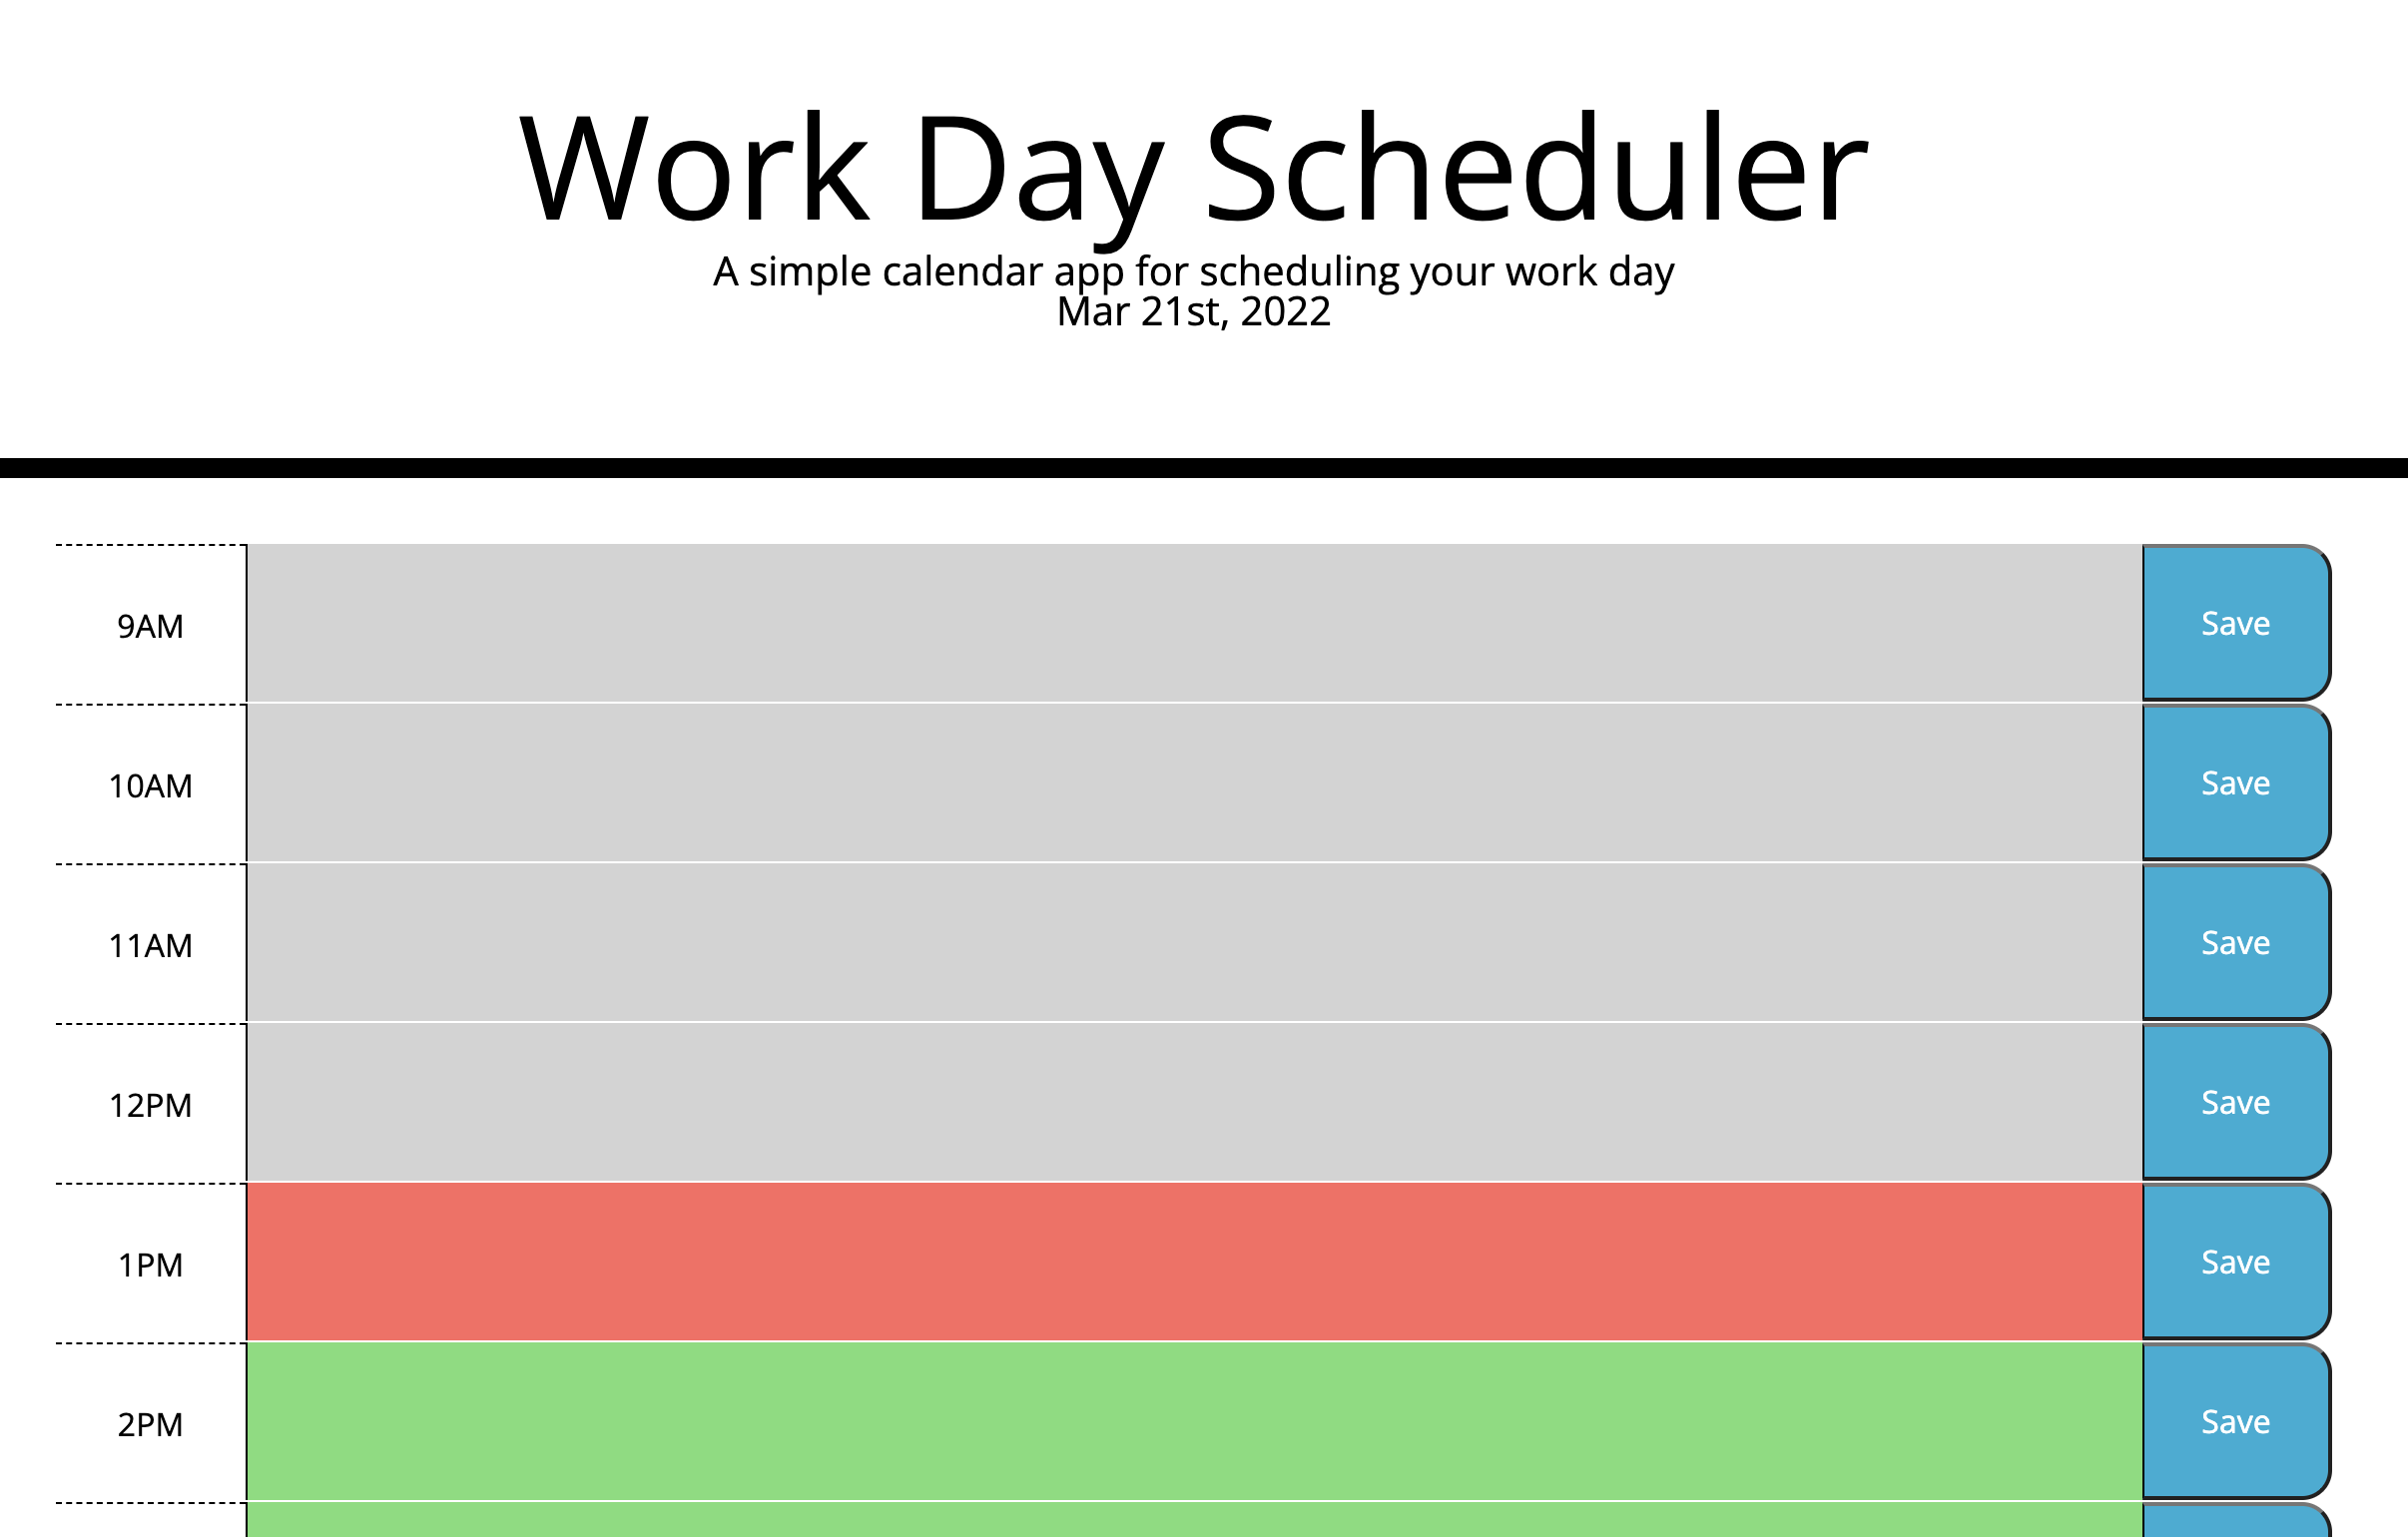 Work Day Scheduler
A simple calendar app for scheduling your work day
Mar 21st, 2022
9AM Save
10AM Save
11AM Save
12PM Save
1PM Save
2PM Save